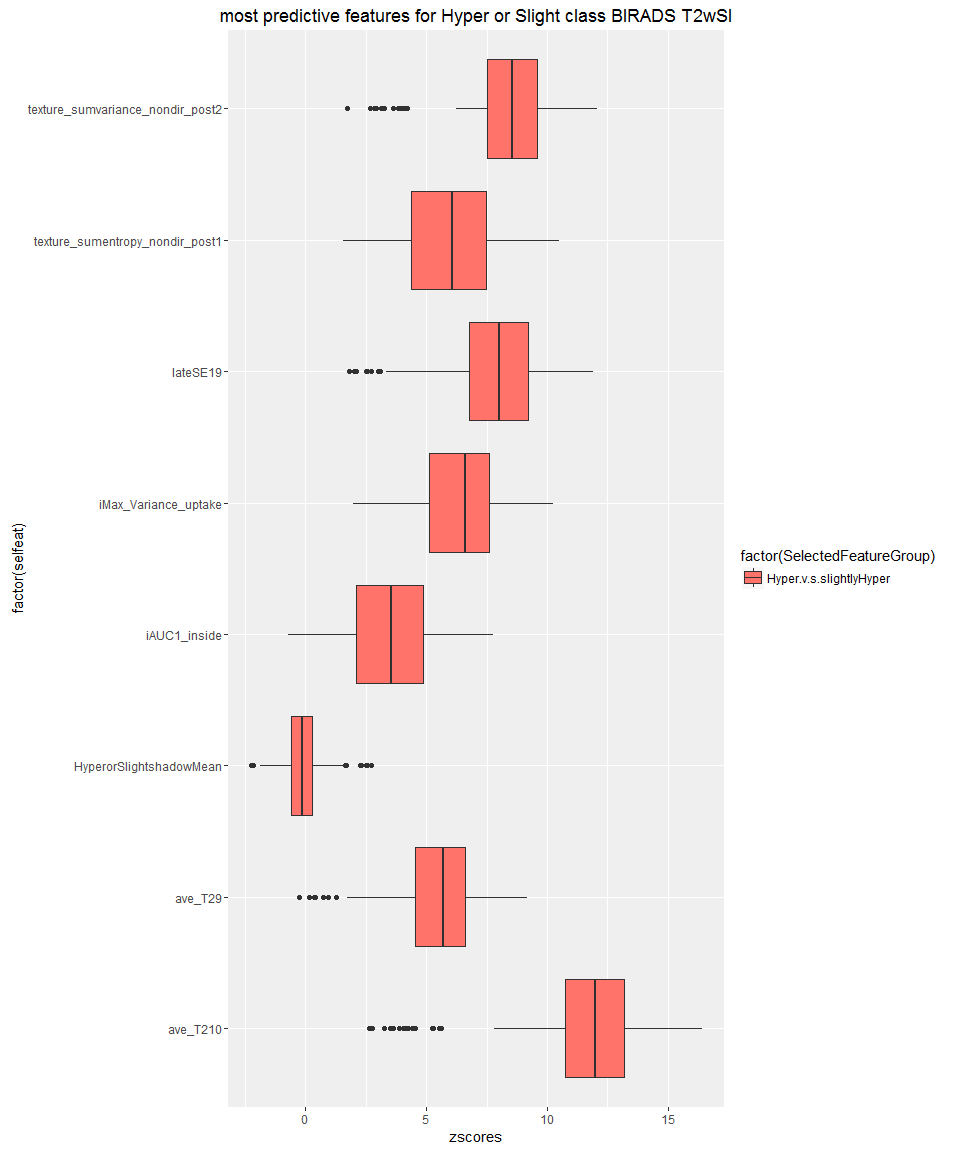 most predictive features for Hyper or Slight class BIRADS T2wSI
texture_sumvariance_nondir_post2
texture_sumentropy_nondir_post1
lateSE19
iMax_Variance_uptake
iAUC1_inside
HyperorSlightshadowMean
ave_T29
ave_T210
factor(selfeat)
0 5 10 15
zscores
factor(SelectedFeatureGroup)
Hyper.v.s.slightlyHyper